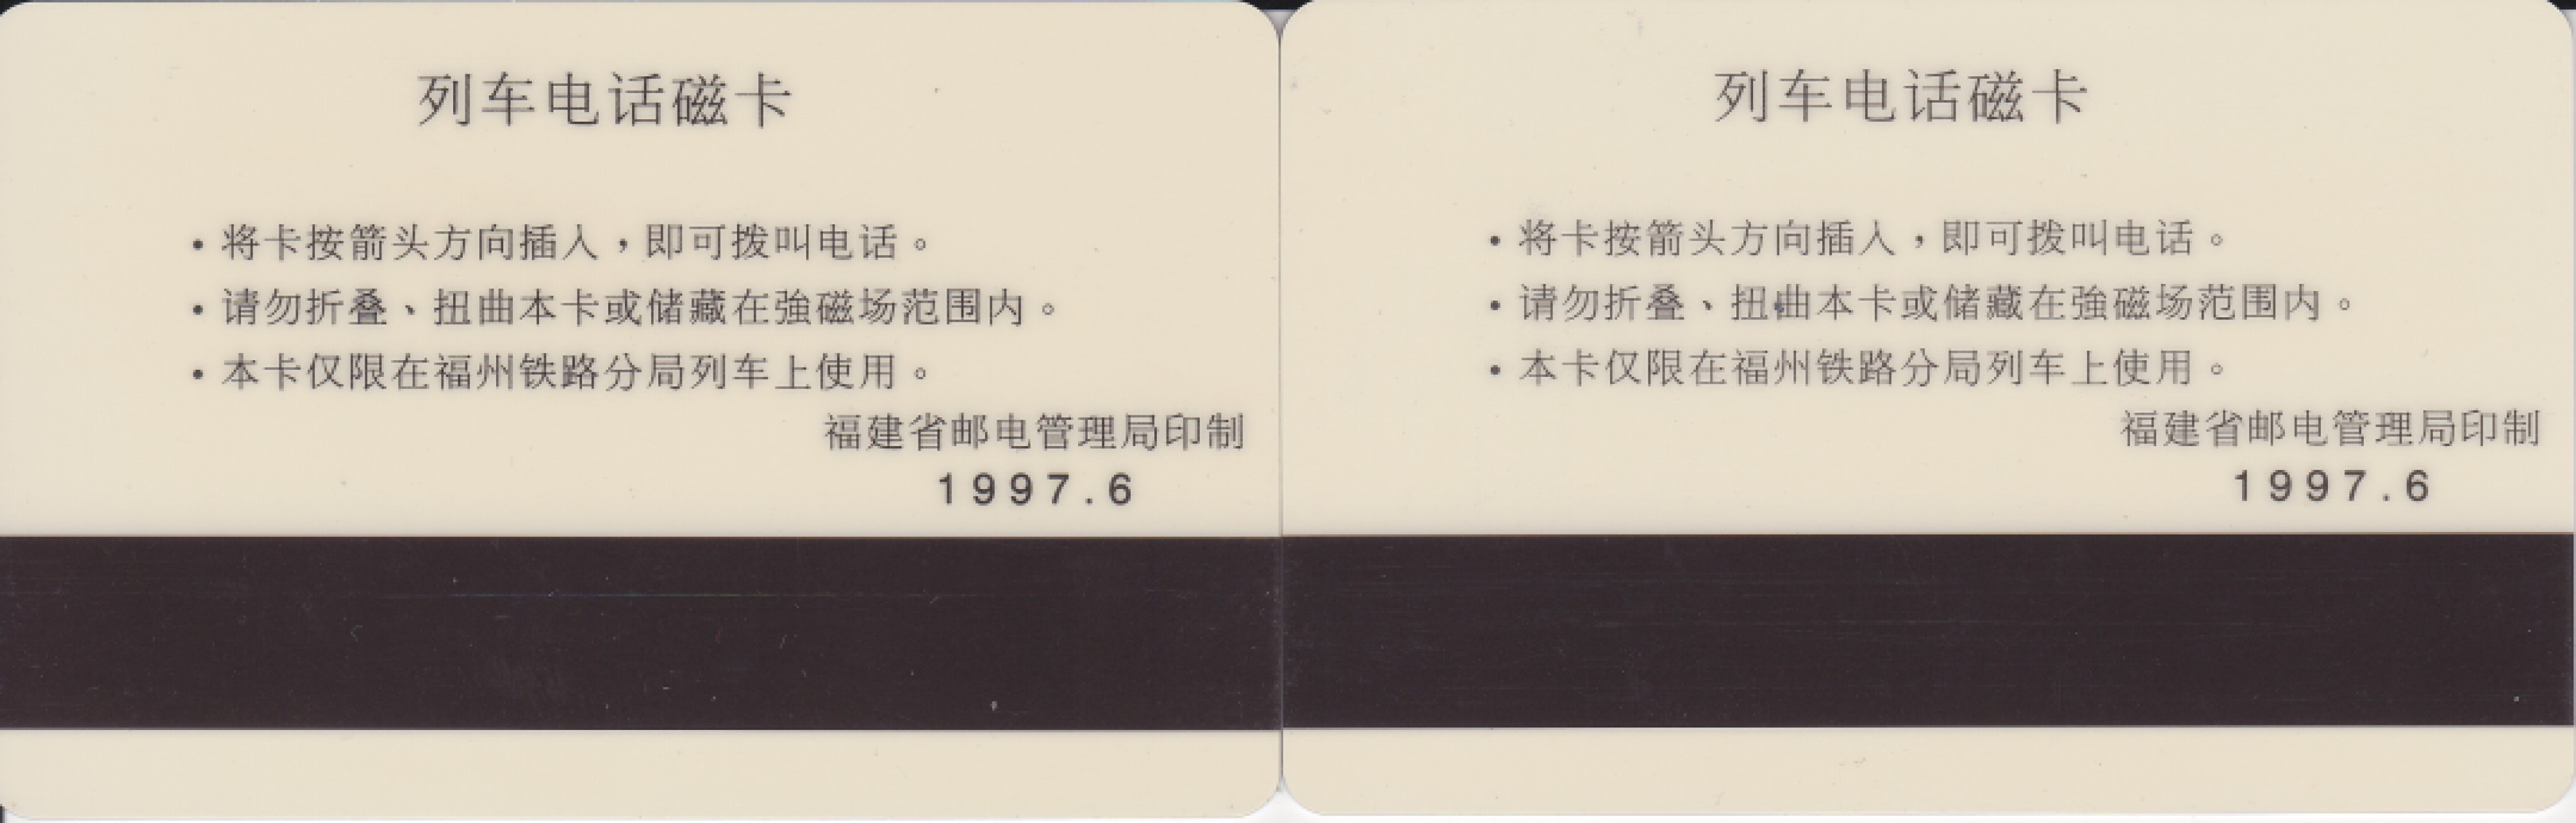 列车电话磁卡
•将卡按箭头方向插入，即可拨叫电话。
•请勿折叠、扭曲本卡或储藏在強磁场范围内。
•本卡仅限在福州铁路分局列车上使用。
福建省邮电管理局印制
1997.6
列车电话磁卡
•将卡按箭头方向插入，即可拨叫电话。
•请勿折叠、扭曲本卡或储藏在強磁场范围内。
•本卡仅限在福州铁路分局列车上使用。
福建省邮电管理局印制
1997.6